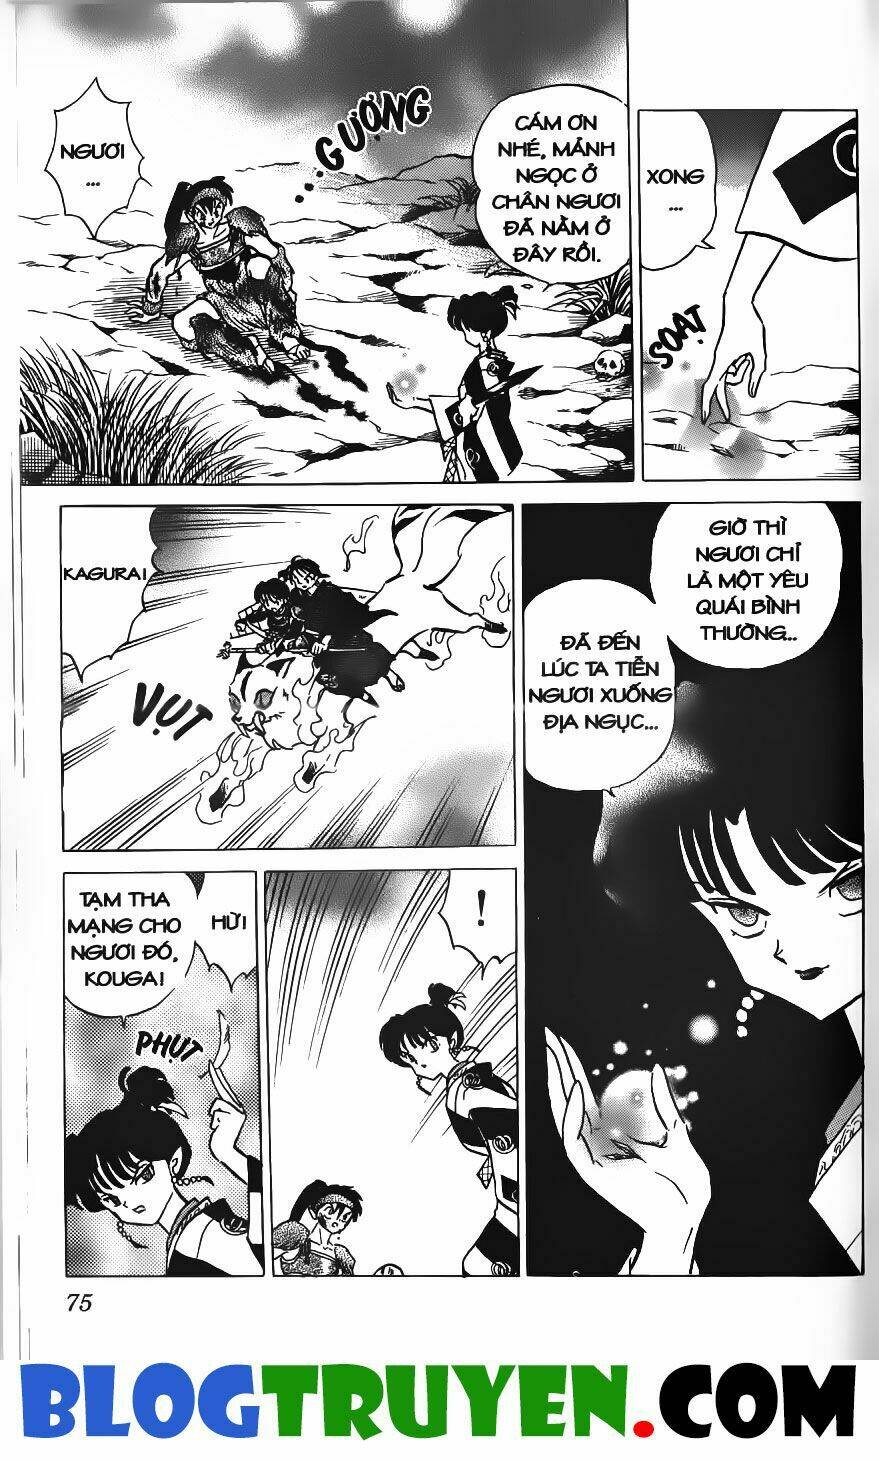 XONG
...
SOẠT
CÁM ƠN
NHÉ, MẢNH
NGỌC Ở
CHÂN NGƯƠI
ĐÃ NẰM Ở
ĐÂY RỒI.
...GƯỢNG
NGƯƠI
...
GIỜ THÌ
NGƯƠI CHỈ
LÀ MỘT YÊU
QUÁI BÌNH
THƯỜNG...
ĐÃ ĐẾN
LÚC TA TIỄN
NGƯƠI XUỐNG
ĐỊA NGỤC...
KAGURA!
VỤT
!
HỪ!
TẠM THA
MẠNG CHO
NGƯƠI ĐÓ,
KOUGA!
PHỤT
75
BLOGTRUYEN.COM